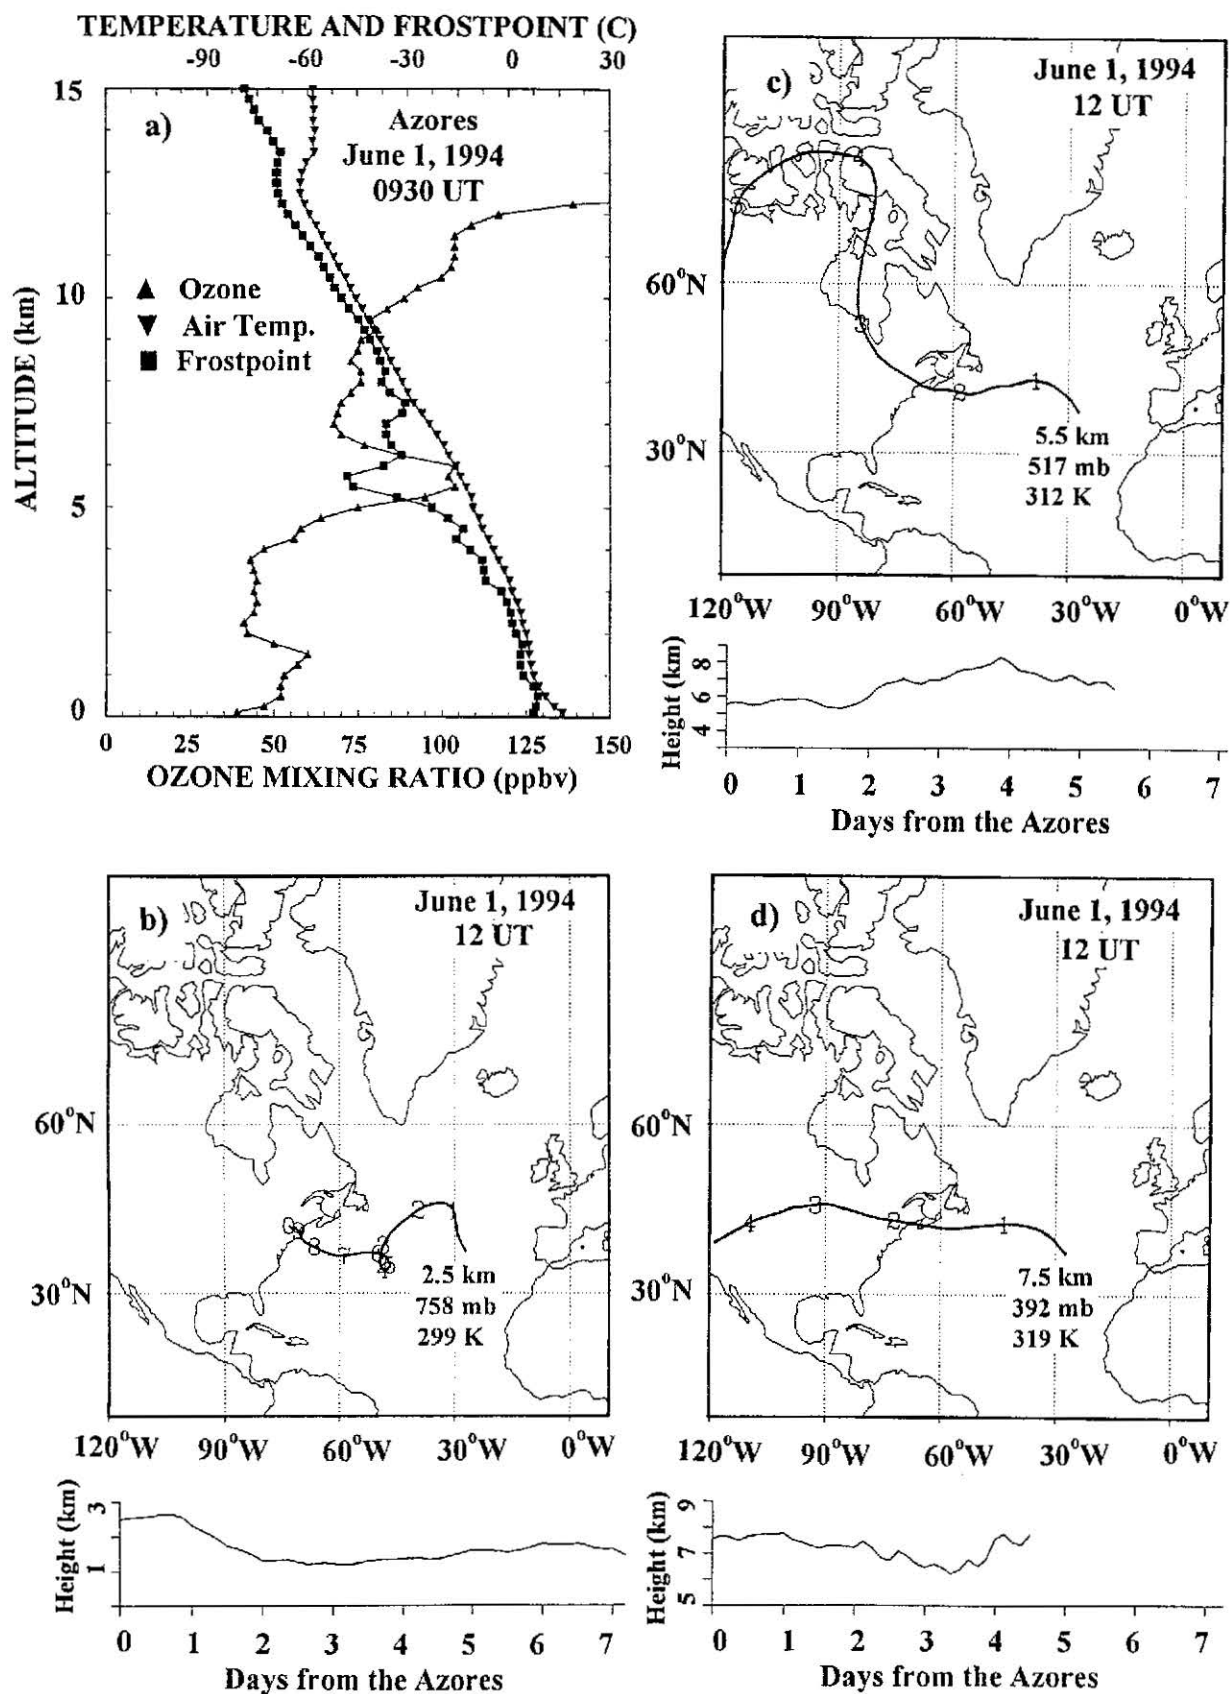 TEMPERATURE AND FROSTPOINT (C)
-90 -60 -30 0 30
a)
Azores
June 1, 1994
0930 UT
Ozone
Air Temp.
Frostpoint
ALTITUDE (km)
15
10
5
0
0 25 50 75 100 125 150
OZONE MIXING RATIO (ppbv)
c)
June 1, 1994
12 UT
60°N
30°N
1
3
4
5.5 km
517 mb
312 K
120°W 90°W 60°W 30°W 0°W
Height (km)
8
6
4
0 1 2 3 4 5 6 7
Days from the Azores
b)
June 1, 1994
12 UT
60°N
30°N
2
2.5 km
758 mb
299 K
120°W 90°W 60°W 30°W 0°W
Height (km)
3
1
0 1 2 3 4 5 6 7
Days from the Azores
d)
June 1, 1994
12 UT
60°N
30°N
4 3 2 1
7.5 km
392 mb
319 K
120°W 90°W 60°W 30°W 0°W
Height (km)
9
7
5
0 1 2 3 4 5 6 7
Days from the Azores